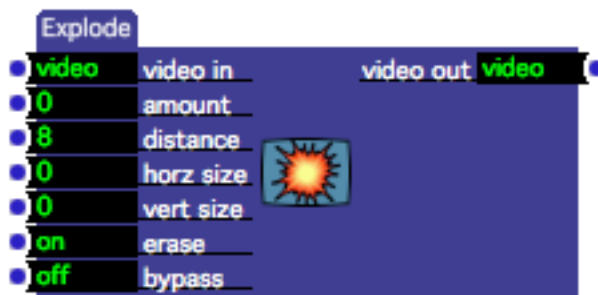 Explode
video video in video out video
0 amount
8 distance
0 horz size
0 vert size
on erase
off bypass